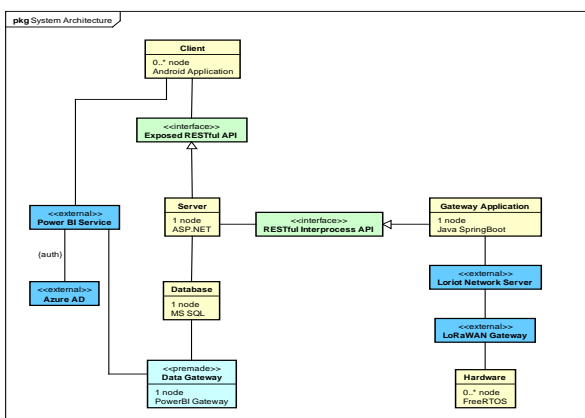 pkg System Architecture
Client
0..* node
Android Application
<<interface>>
Exposed RESTful API
<<external>>
Power BI Service
Server
1 node
ASP.NET
<<interface>>
RESTful Interprocess API
Gateway Application
1 node
Java SpringBoot
(auth)
<<external>>
Azure AD
Database
1 node
MS SQL
<<external>>
Loriot Network Server
<<external>>
LoRaWAN Gateway
<<premade>>
Data Gateway
1 node
PowerBI Gateway
Hardware
0..* node
FreeRTOS